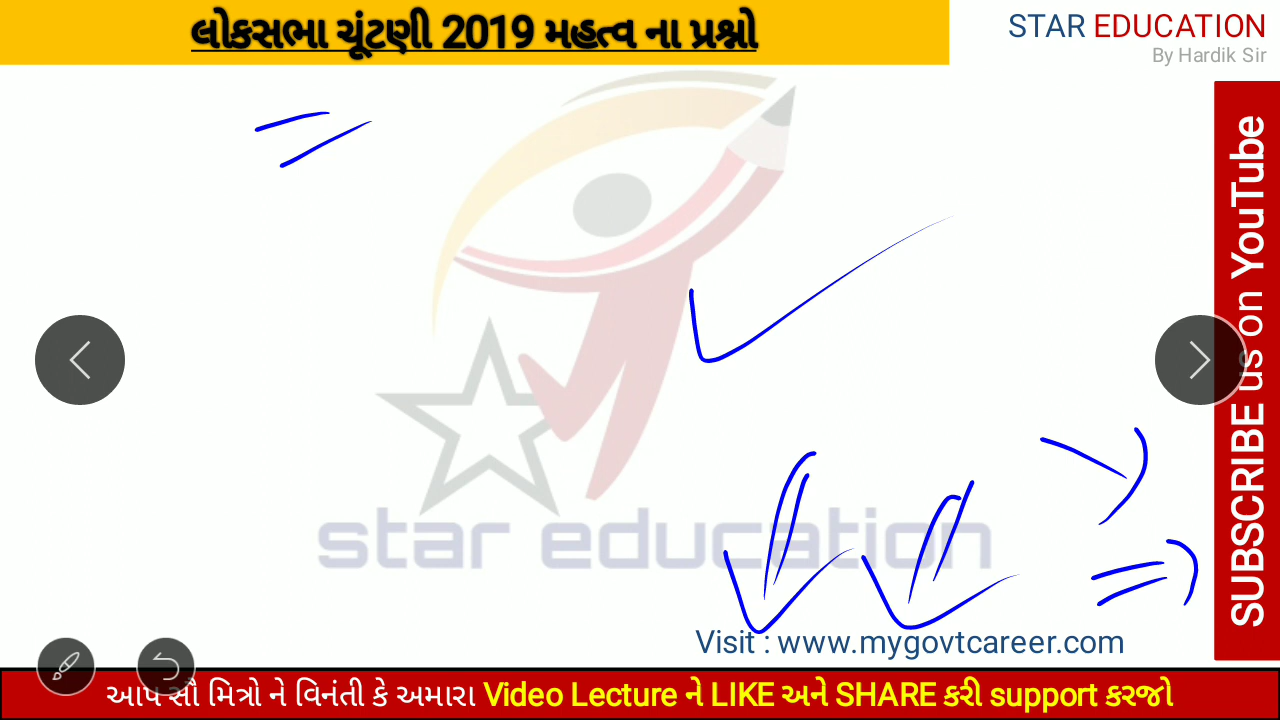 લોકસભા ચૂંટણી 2019 મહત્વ ના પ્રશ્નો
STAR EDUCATION
By Hardik Sir
SUBSCRIBE us on YouTube
star education
Visit : www.mygovtcareer.com
આપ સૌ મિત્રો ને વિનંતી કે અમારા Video Lecture ને LIKE અને SHARE કરી support કરજો